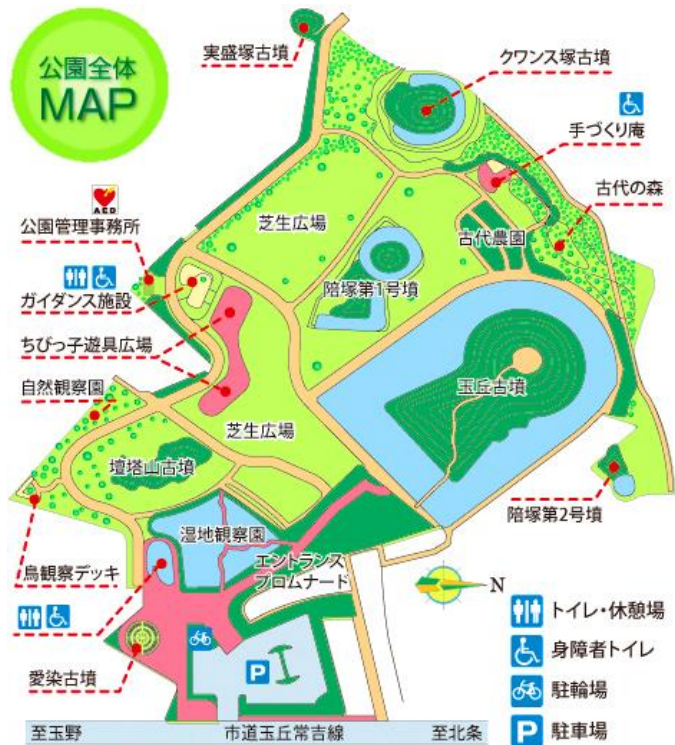 公園全体
MAP
実盛塚古墳
クワンス塚古墳
手づくり庵
古代の森
AED
公園管理事務所
芝生広場
古代農園
ガイダンス施設
陪塚第1号墳
ちびっ子遊具広場
自然観察園
玉丘古墳
芝生広場
壇塔山古墳
陪塚第2号墳
湿地観察園
鳥観察デッキ
エントランス
プロムナード
N
トイレ・休憩場
身障者トイレ
愛染古墳
P
駐輪場
P 駐車場
至玉野
市道玉丘常吉線
至北条